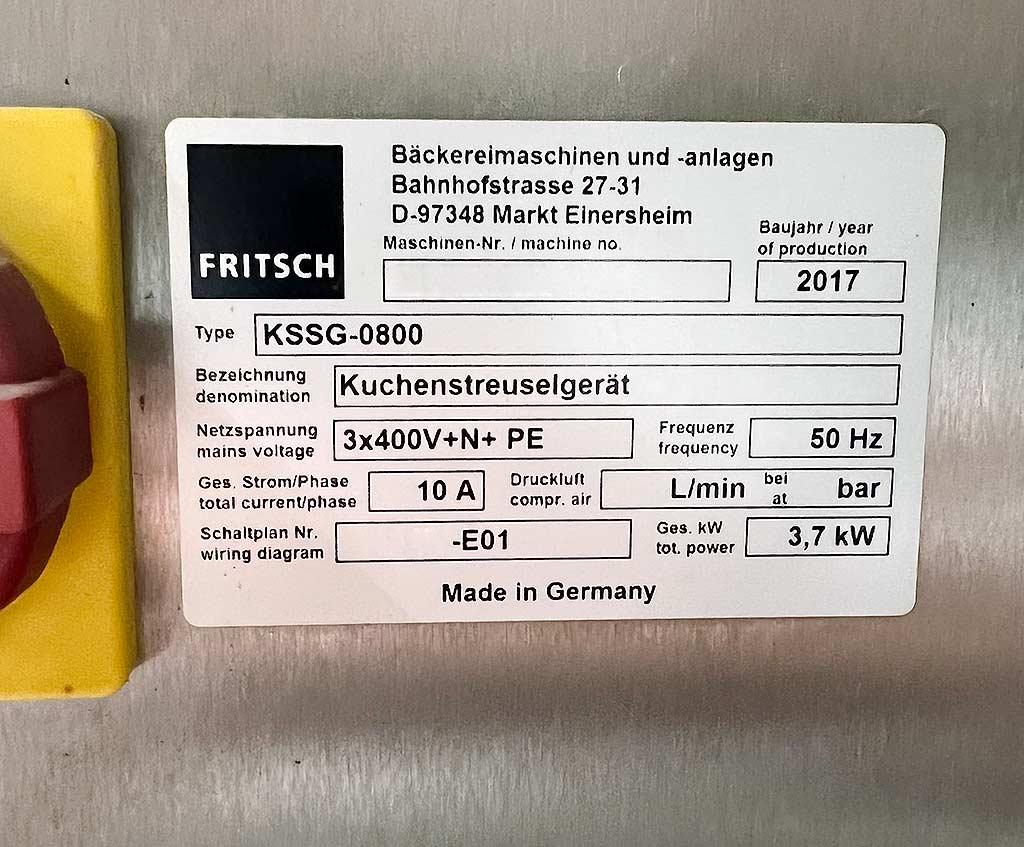 FRITSCH
Bäckereimaschinen und -anlagen
Bahnhofstrasse 27-31
D-97348 Markt Einersheim
Maschinen-Nr. / machine no.
Baujahr / year
of production
2017
Type KSSG-0800
Bezeichnung
denomination
Kuchenstreuselgerät
Netzspannung
mains voltage
3x400V+N+ PE
Frequenz
frequency
50 Hz
Ges. Strom/Phase
total current/phase
10 A
Druckluft
compr. air
L/min bei
at
bar
Schaltplan Nr.
wiring diagram
-E01
Ges. kW
tot. power
3,7 kW
Made in Germany